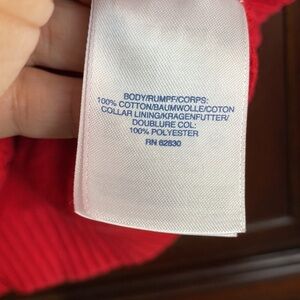 BODY/RUMPF/CORPS:
100% COTTON/BAUMWOLLE/COTON
COLLAR LINING/KRAGENFUTTER/
DOUBLURE COL:
100% POLYESTER
RN 62830